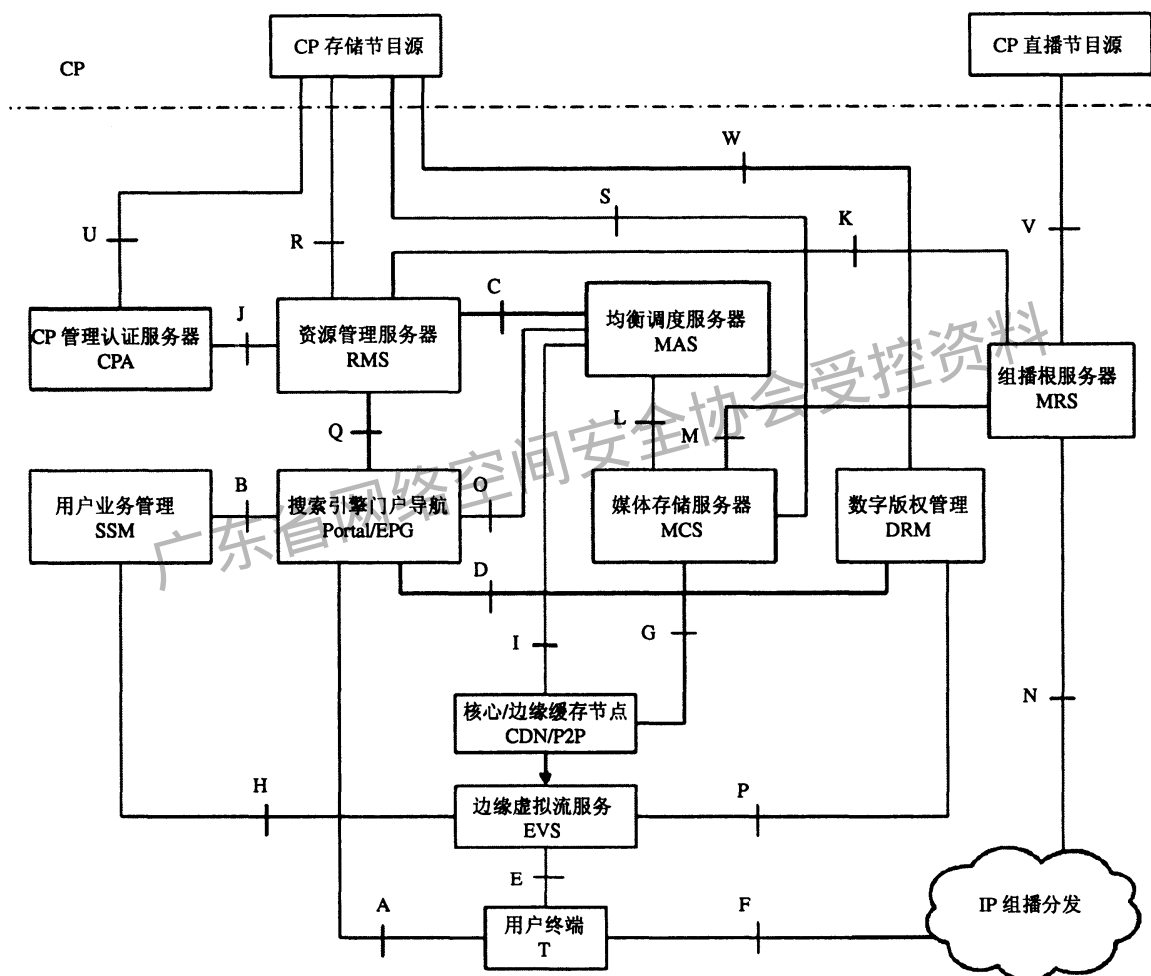 CP 存储节目源
CP 直播节目源
CP
W
S
K
U
R
V
C
J
CP 管理认证服务器
CPA
资源管理服务器
RMS
均衡调度服务器
MAS
组播根服务器
MRS
Q
L
M
B
O
用户业务管理
SSM
搜索引擎门户导航
Portal/EPG
媒体存储服务器
MCS
数字版权管理
DRM
D
I
G
N
核心/边缘缓存节点
CDN/P2P
H
P
边缘虚拟流服务
EVS
E
A
F
用户终端
T
IP 组播分发
广东省网络空间安全协会受控资料